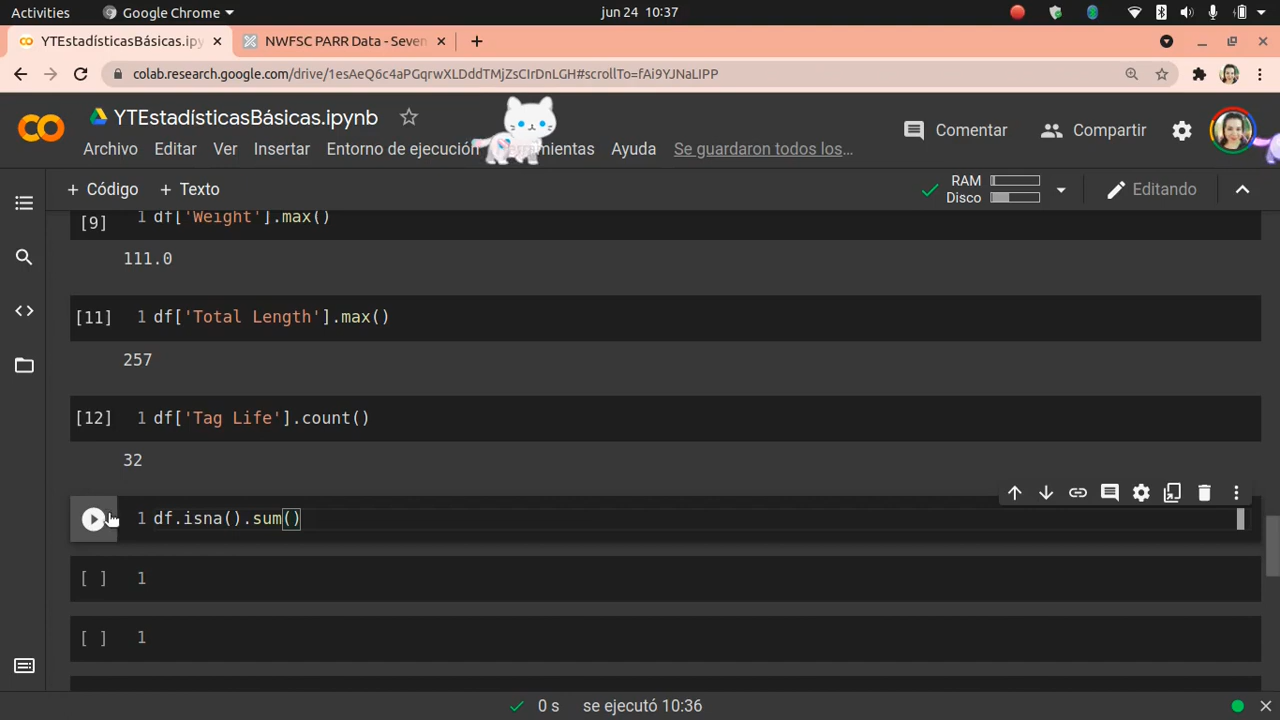 Activities Google Chrome jun 24 10:37
YTEstadísticasBásicas.ipy NWFSC PARR Data - Seven
colab.research.google.com/drive/1esAeQ6c4aPGqrwXLDddTMjZsCIrDnLGH#scrollTo=fAi9YJNaLIPP
YTEstadísticasBásicas.ipynb Comentar Compartir
Archivo Editar Ver Insertar Entorno de ejecución Herramientas Ayuda Se guardaron todos los…
+ Código + Texto RAM Disco Editando
[9] 1 df['Weight'].max()
111.0
[11] 1 df['Total Length'].max()
257
[12] 1 df['Tag Life'].count()
32
1 df.isna().sum()
[ ] 1
[ ] 1
0 s se ejecutó 10:36